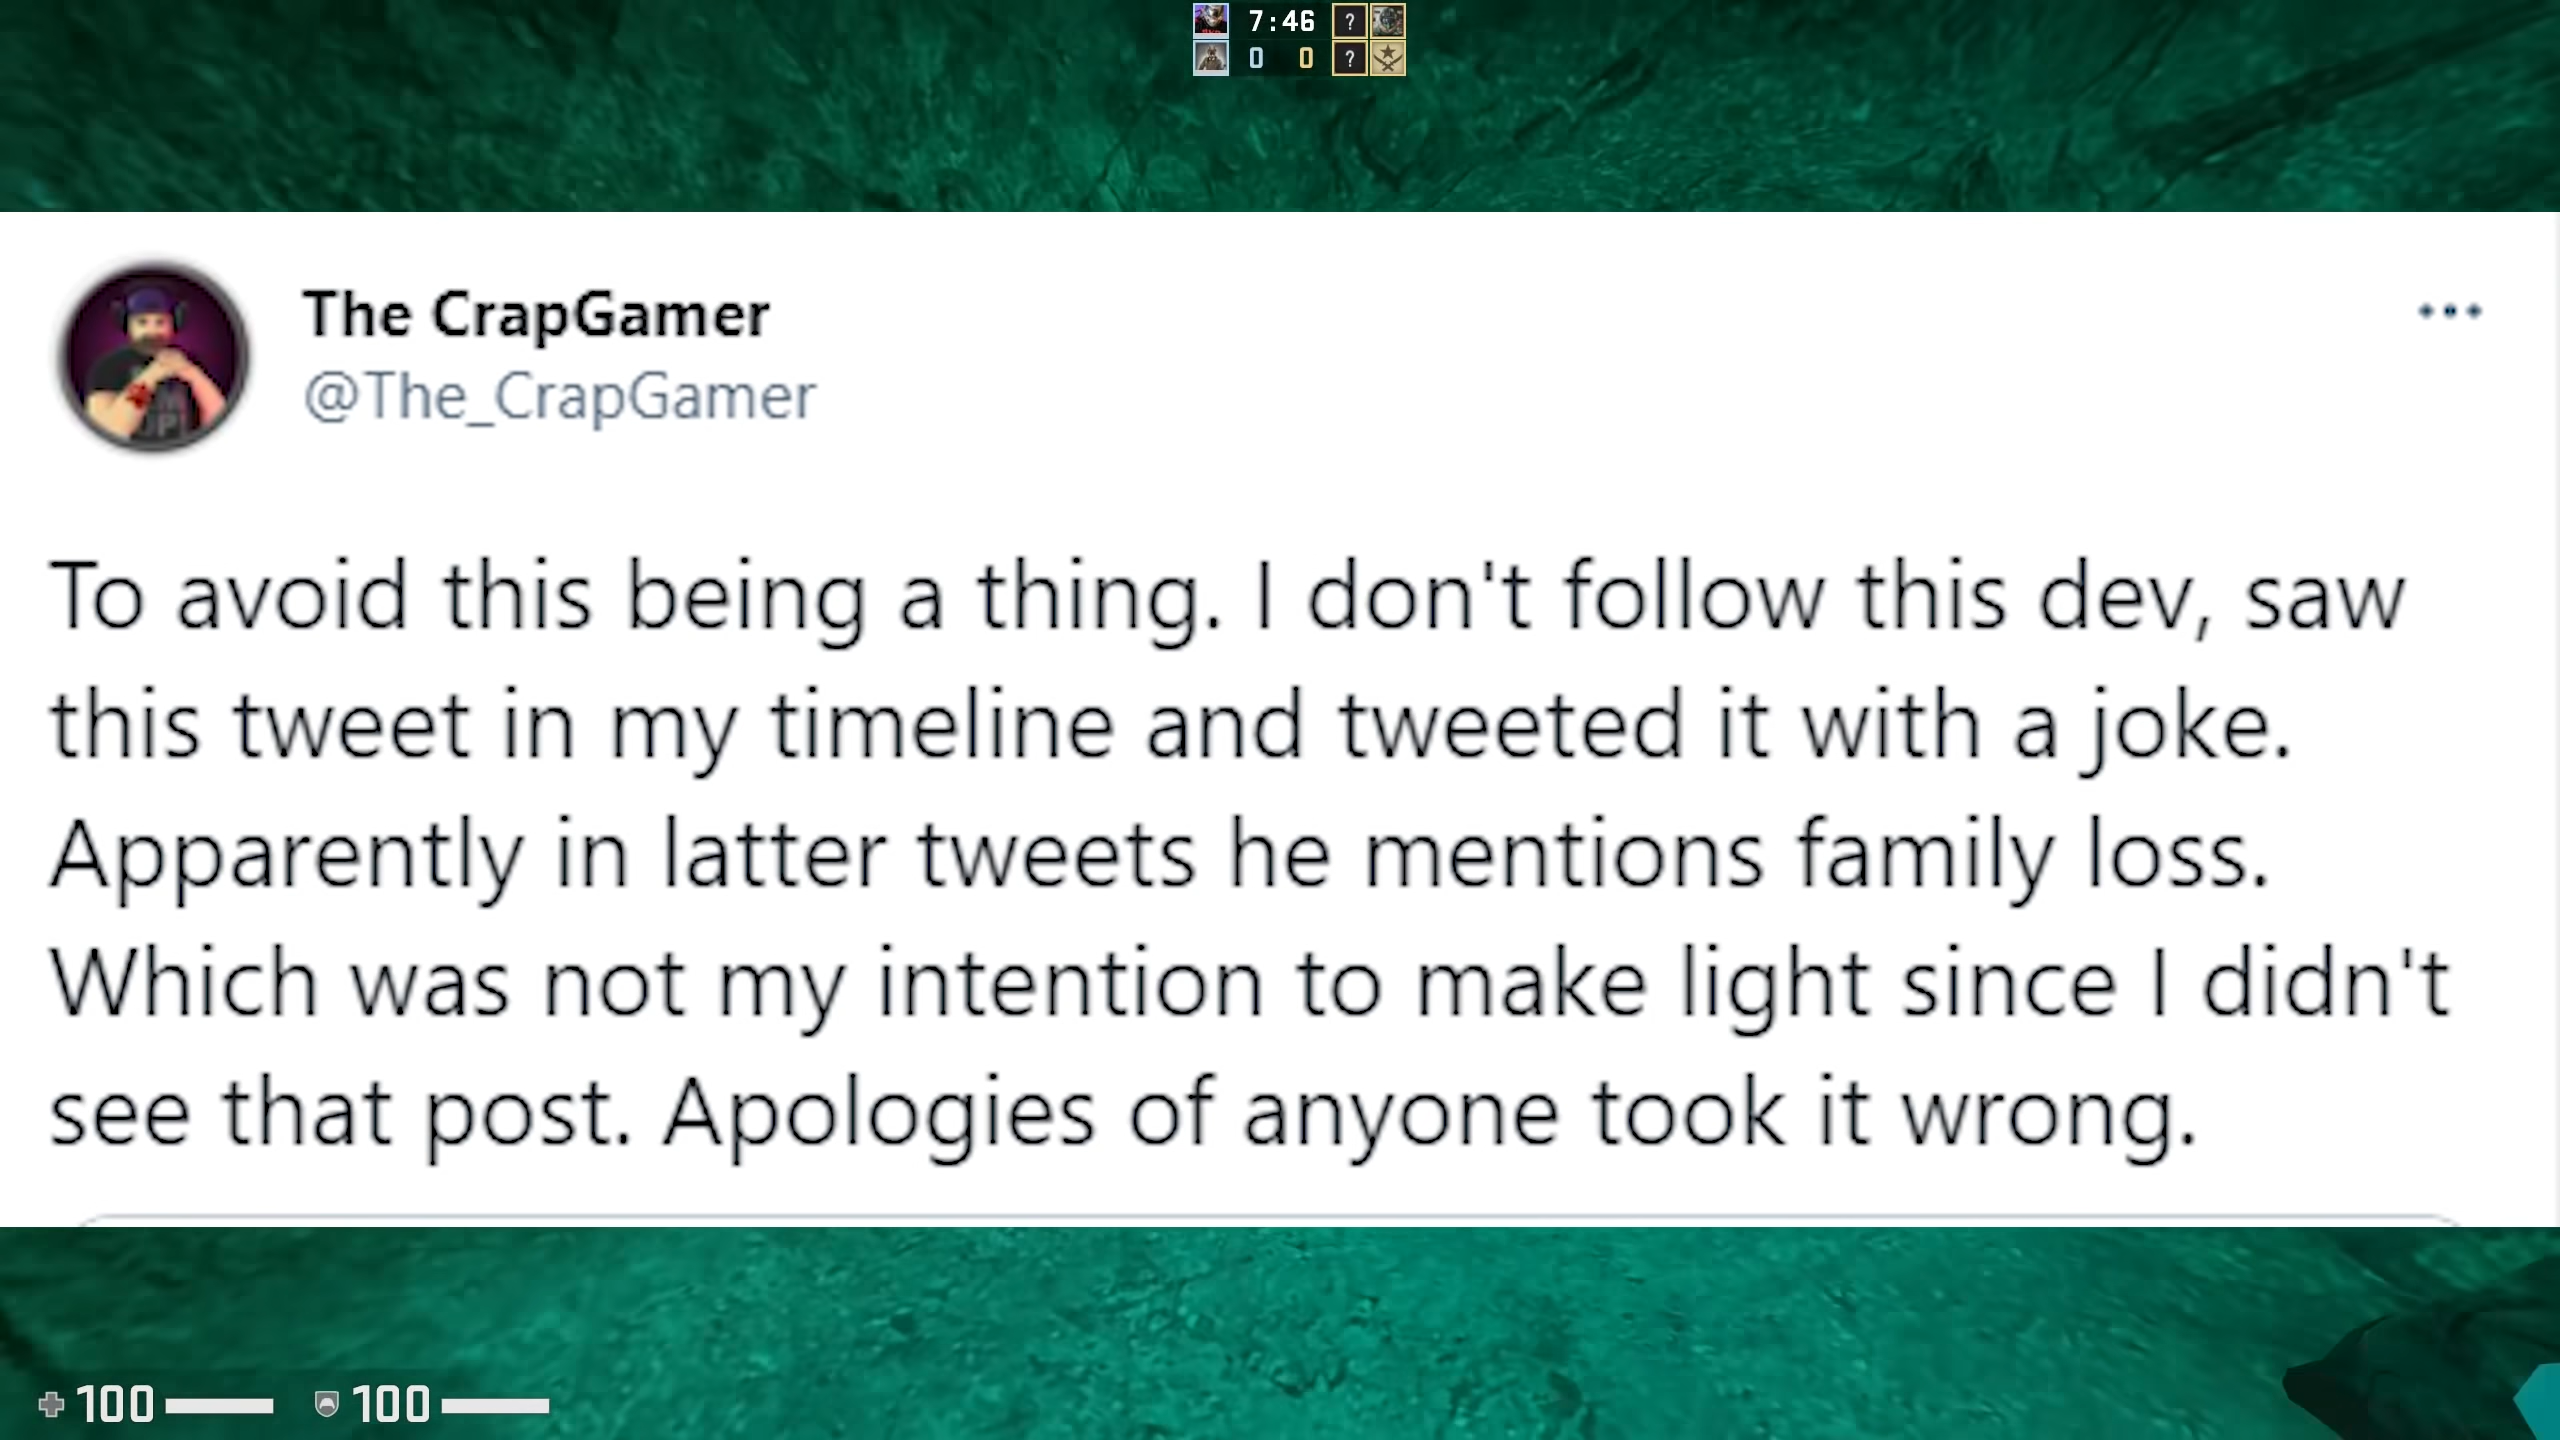 7:46
?
0 0
?
The CrapGamer
@The_CrapGamer
To avoid this being a thing. I don't follow this dev, saw
this tweet in my timeline and tweeted it with a joke.
Apparently in latter tweets he mentions family loss.
Which was not my intention to make light since I didn't
see that post. Apologies of anyone took it wrong.
100 100